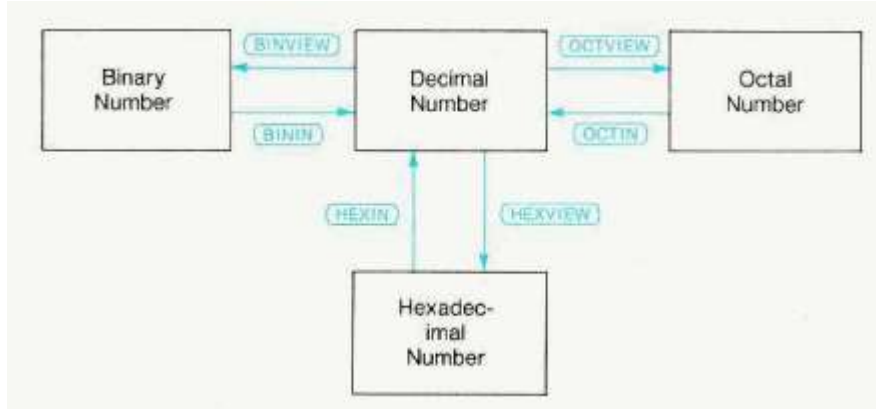 BINVIEW
OCTVIEW
Binary
Number
Decimal
Number
Octal
Number
BININ
OCTIN
HEXIN
HEXVIEW
Hexadec-
imal
Number